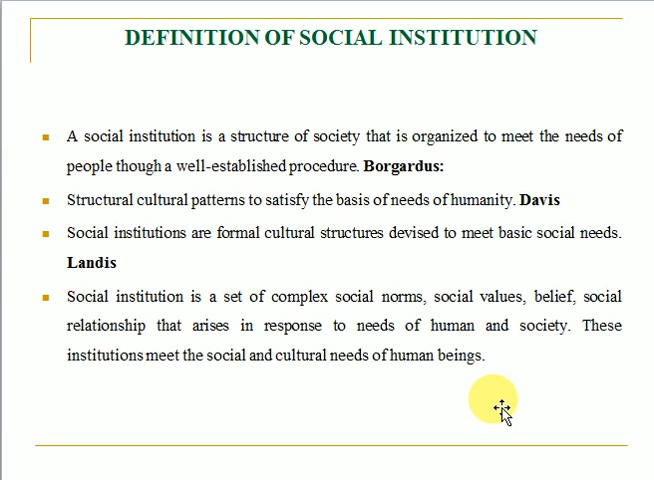 DEFINITION OF SOCIAL INSTITUTION
A social institution is a structure of society that is organized to meet the needs of
people though a well-established procedure. Borgardus:
Structural cultural patterns to satisfy the basis of needs of humanity. Davis
Social institutions are formal cultural structures devised to meet basic social needs.
Landis
Social institution is a set of complex social norms, social values, belief, social
relationship that arises in response to needs of human and society. These
institutions meet the social and cultural needs of human beings.